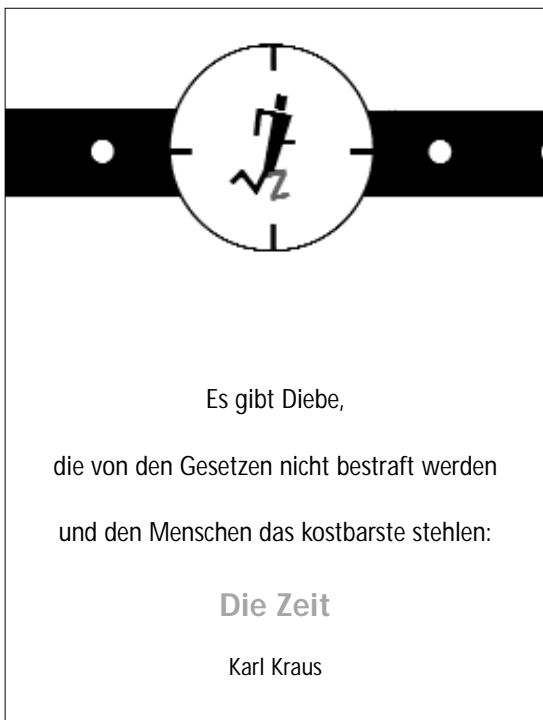 Es gibt Diebe,
die von den Gesetzen nicht bestraft werden
und den Menschen das kostbarste stehlen:
Die Zeit
Karl Kraus